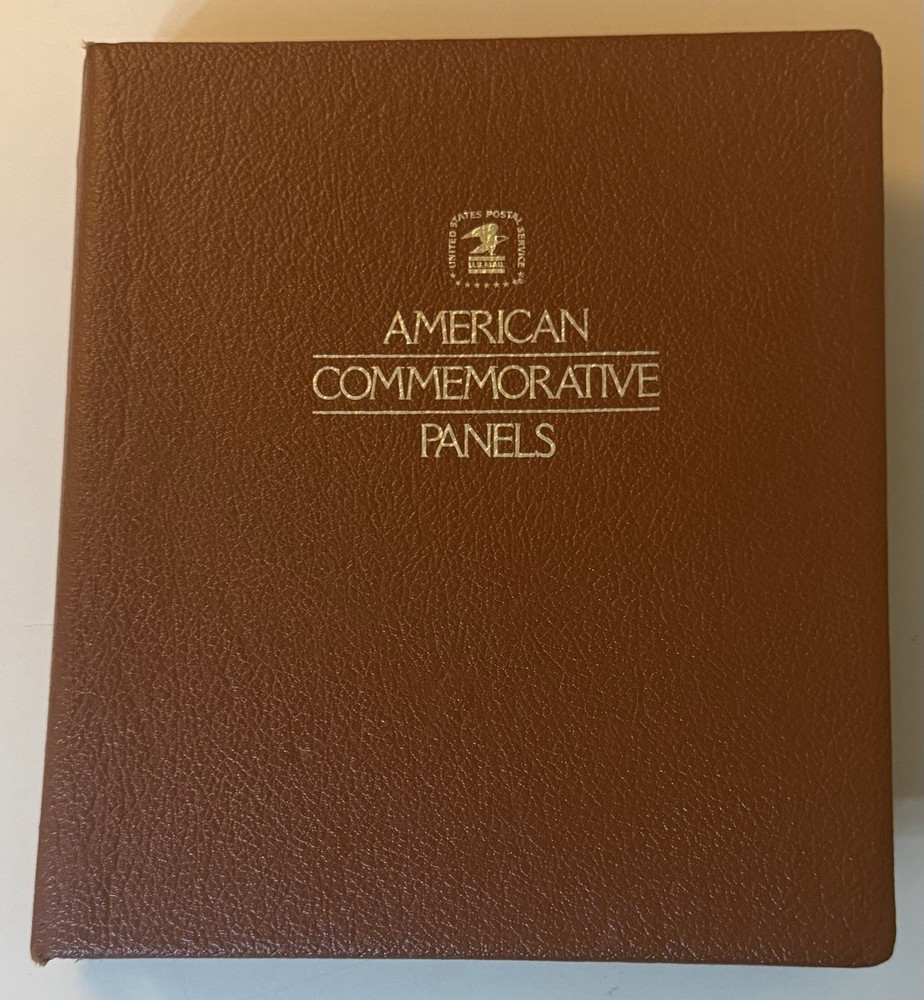 UNITED STATES POSTAL SERVICE
U.S.MAIL
AMERICAN
COMMEMORATIVE
PANELS